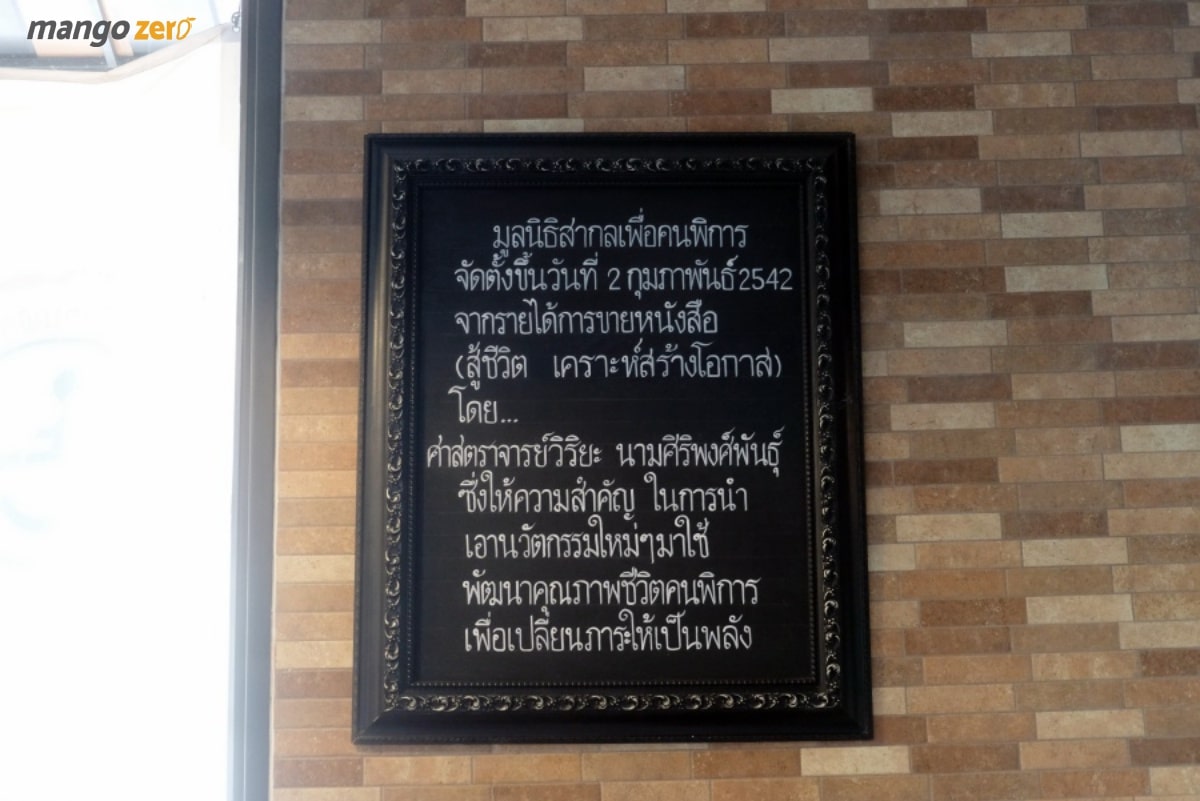 mango zero
มูลนิธิสากลเพื่อคนพิการ
จัดตั้งขึ้นวันที่ 2 กุมภาพันธ์ 2542
จากรายได้การขายหนังสือ
(สู้ชีวิต เคราะห์สร้างโอกาส)
โดย...
ศาสตราจารย์วิริยะ นามศิริพงศ์พันธุ์
ซึ่งให้ความสำคัญ ในการนำ
เอานวัตกรรมใหม่ๆมาใช้
พัฒนาคุณภาพชีวิตคนพิการ
เพื่อเปลี่ยนภาระให้เป็นพลัง